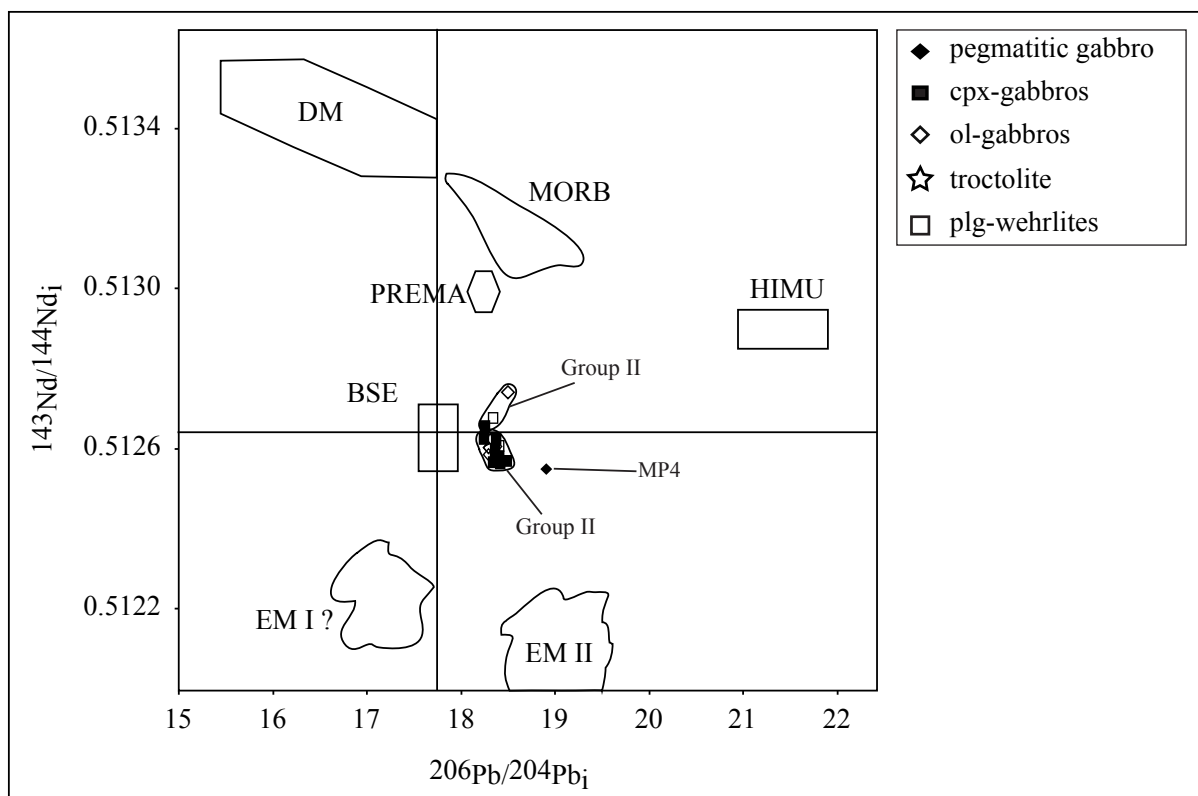 pegmatitic gabbro
cpx-gabbros
ol-gabbros
troctolite
plg-wehrlites
DM
0.5134
MORB
0.5130
PREMA
HIMU
Group II
BSE
0.5126
MP4
Group II
0.5122
EM I ?
EM II
15 16 17 18 19 20 21 22
143Nd/144Ndi
206Pb/204Pbi